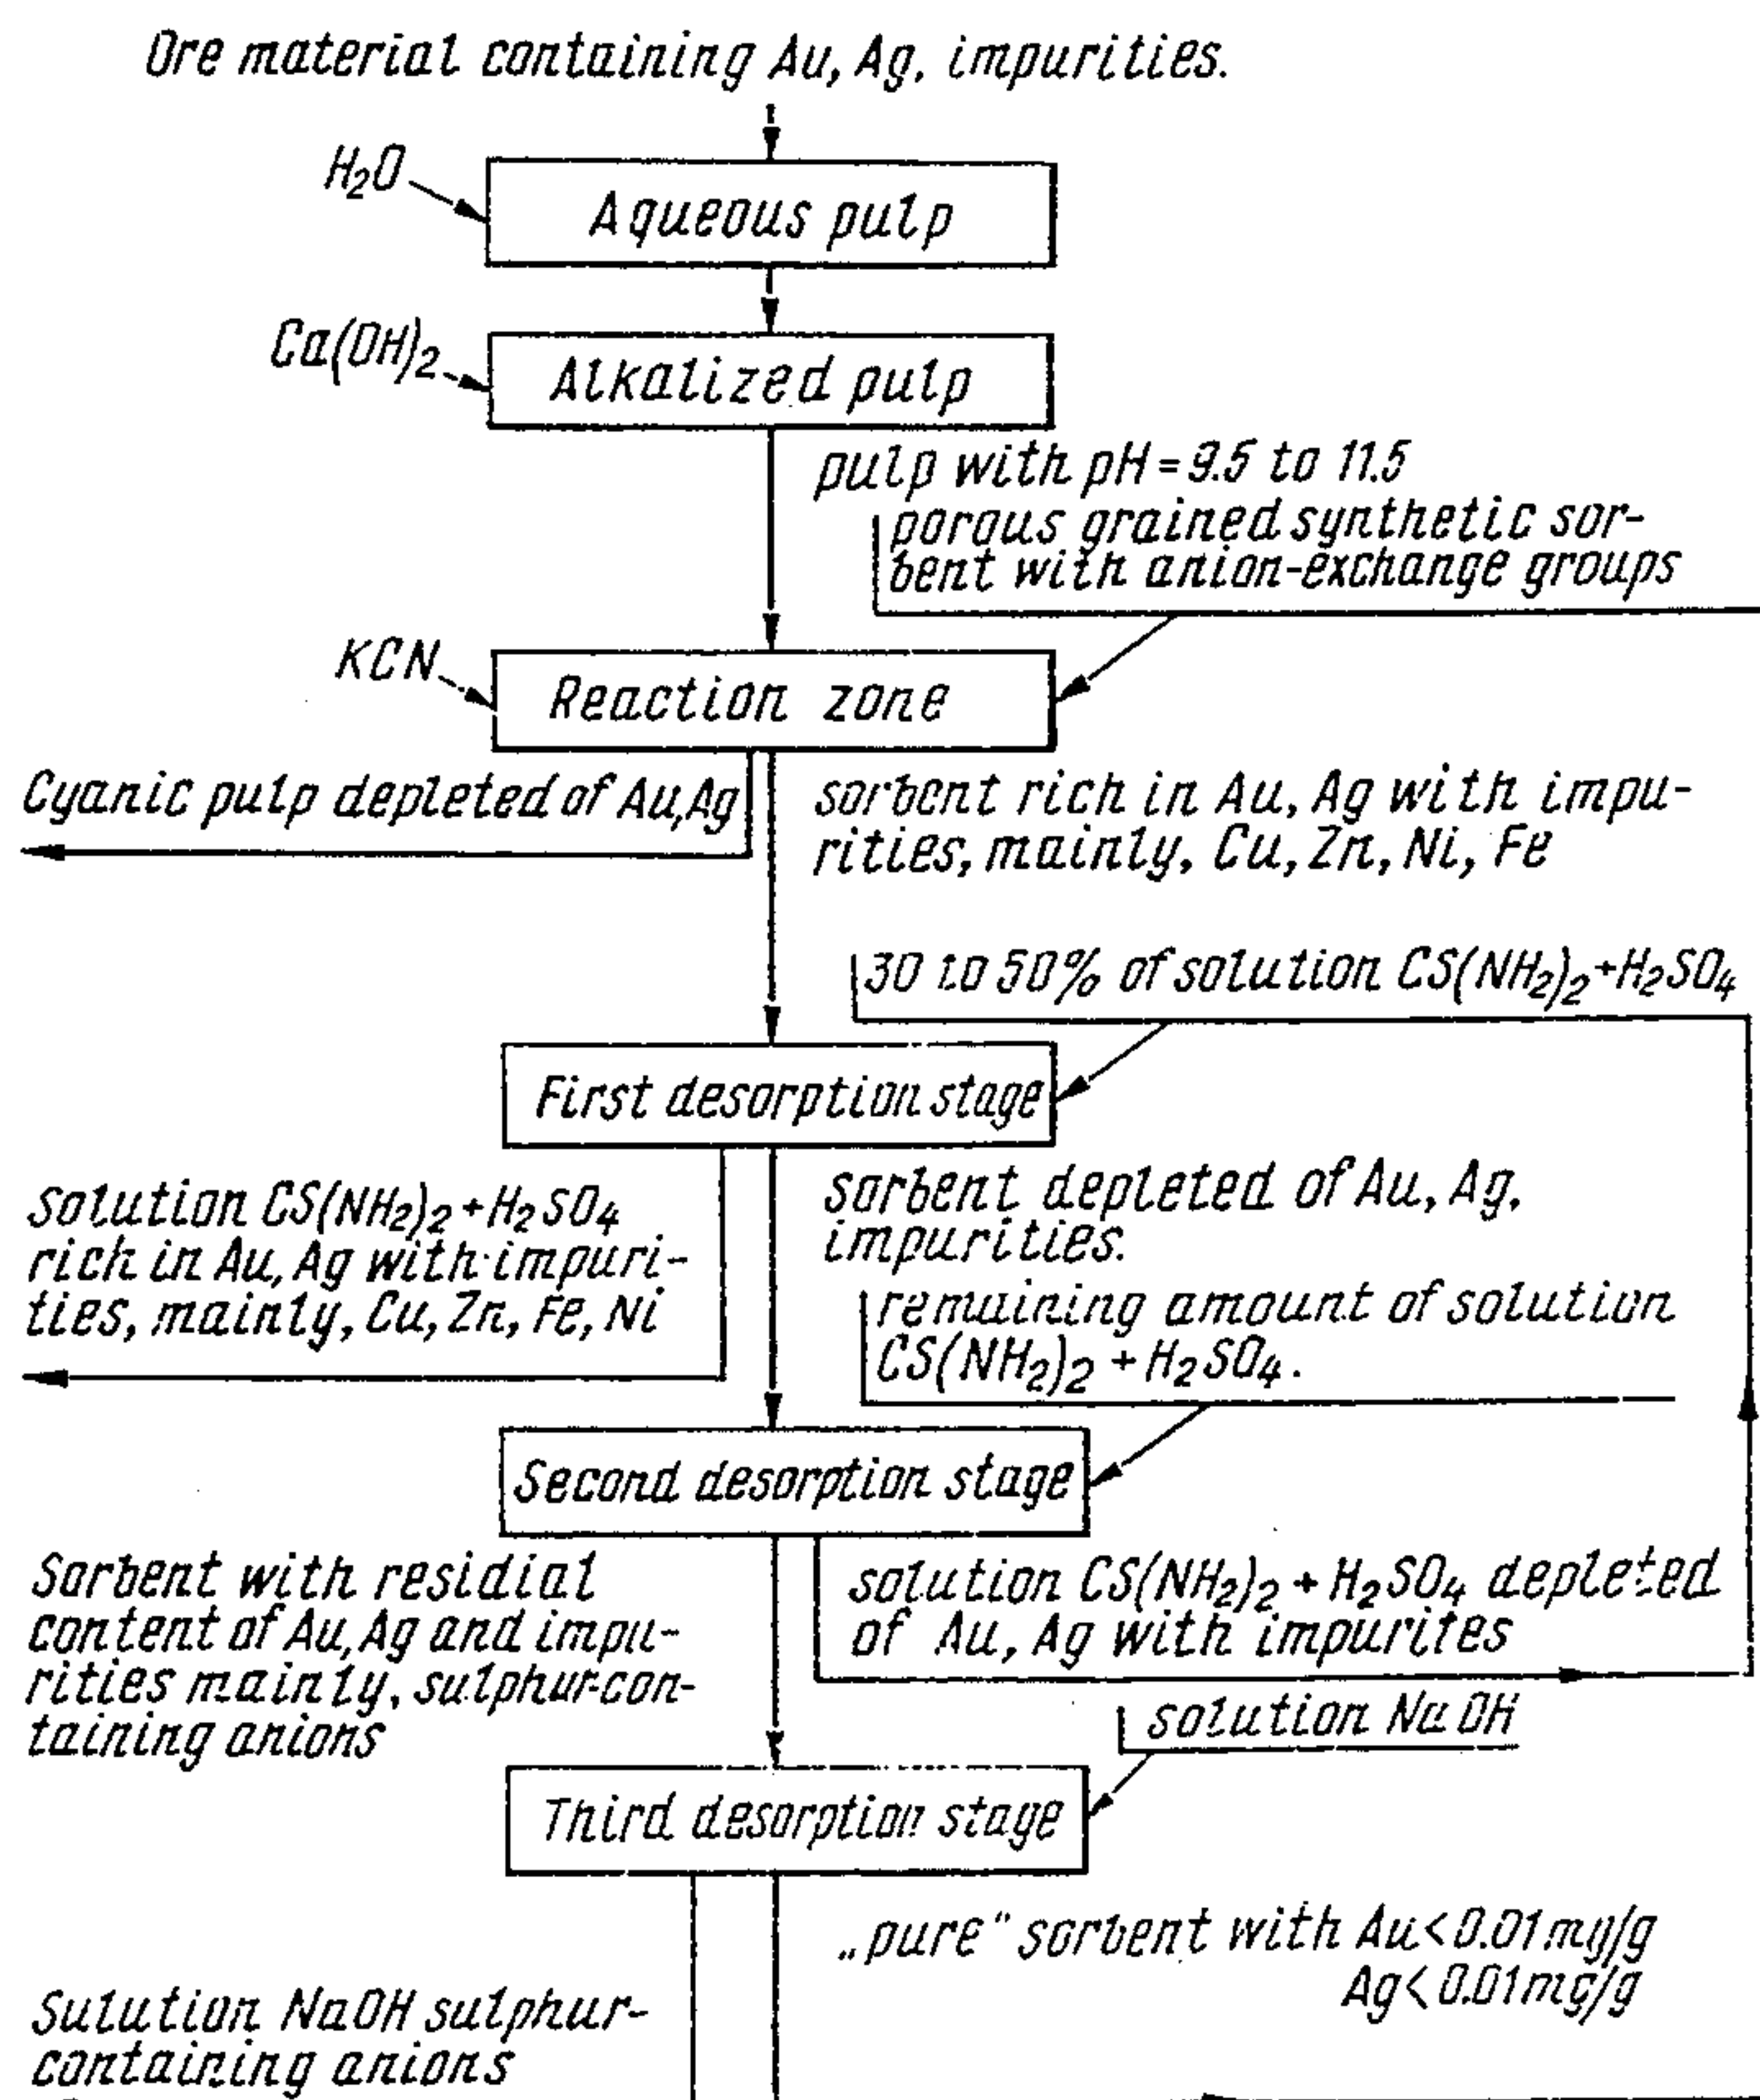 Ore material containing Au, Ag, impurities.
H2O
Aqueous pulp
Ca(OH)2
Alkalized pulp
pulp with pH = 9.5 to 11.5
porous grained synthetic sor-
bent with anion-exchange groups
KCN
Reaction zone
Cyanic pulp depleted of Au,Ag
sorbent rich in Au, Ag with impu-
rities, mainly, Cu, Zn, Ni, Fe
30 to 50% of solution CS(NH2)2+H2SO4
First desorption stage
solution CS(NH2)2+H2SO4
rich in Au, Ag with impuri-
ties, mainly, Cu, Zn, Fe, Ni
sorbent depleted of Au, Ag,
impurities.
remaining amount of solution
CS(NH2)2 + H2SO4.
Second desorption stage
Sorbent with residial
content of Au, Ag and impu-
rities mainly, sulphur-con-
taining anions
solution CS(NH2)2 + H2SO4 depleted
of Au, Ag with impurites
solution NaOH
Third desorption stage
„pure" sorbent with Au<0.01mg/g
Ag<0.01mg/g
Sulution NaOH sulphur-
containing anions